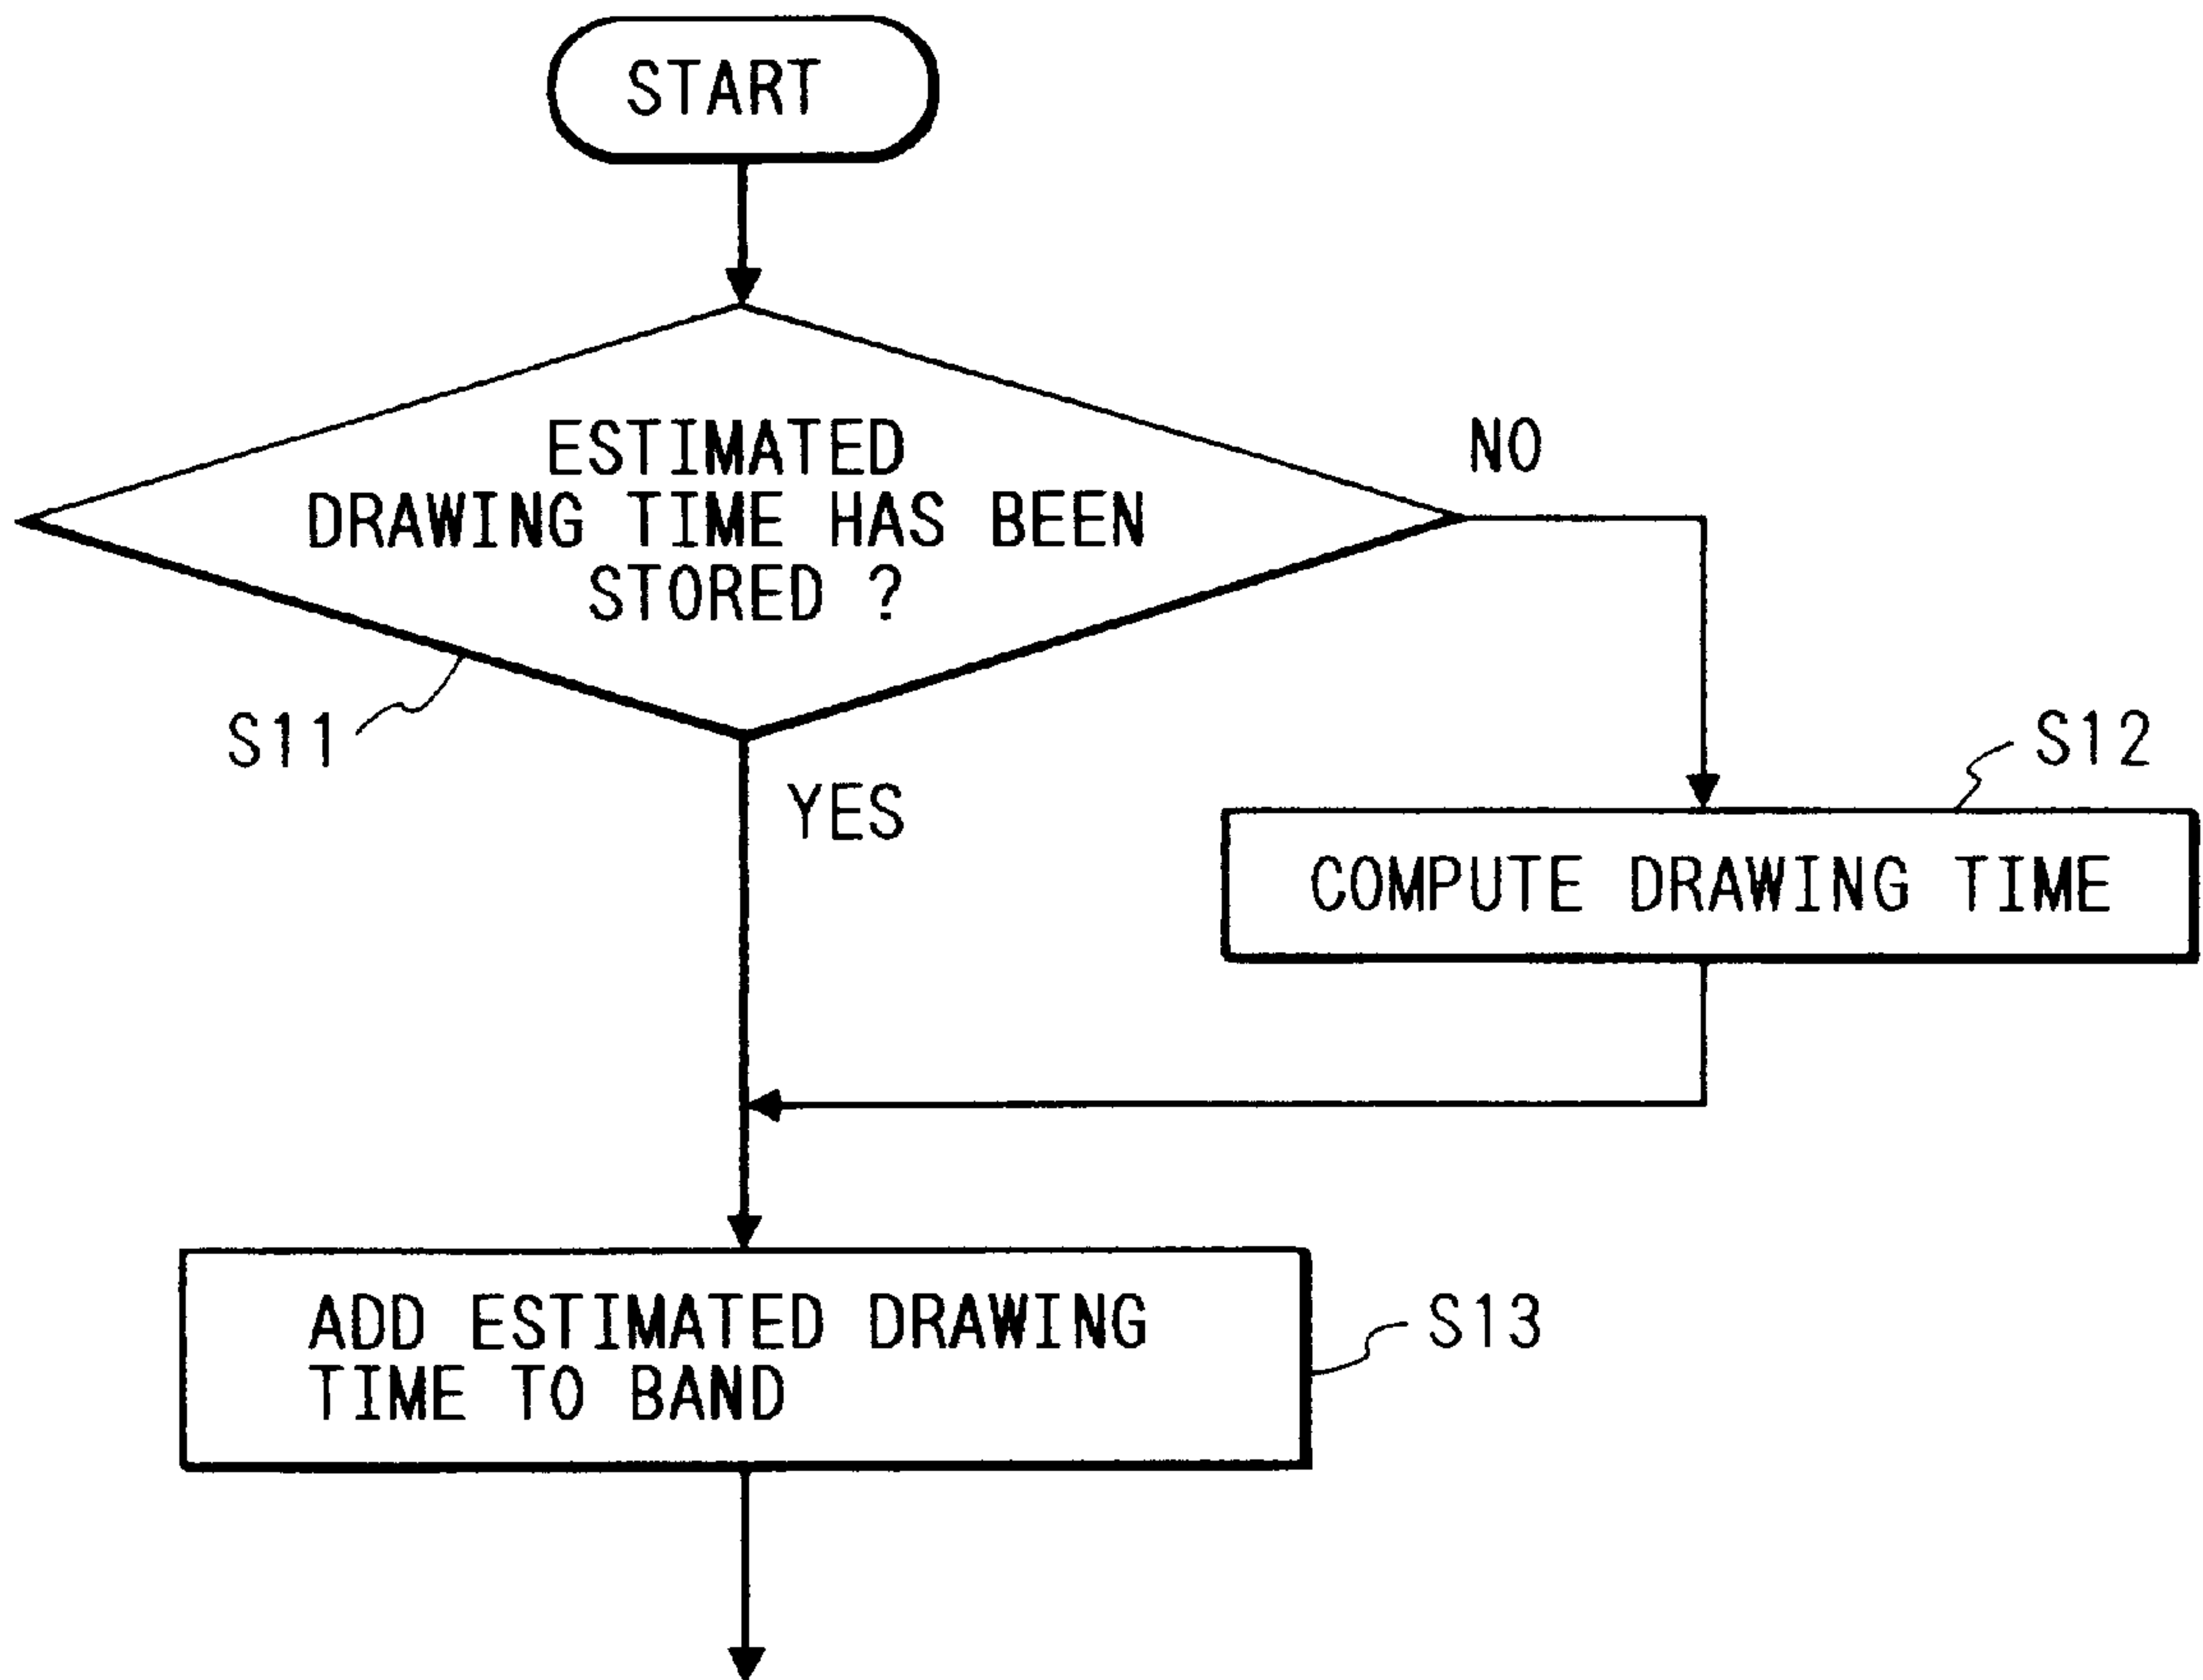 START
ESTIMATED
DRAWING TIME HAS BEEN
STORED ?
NO
S11
YES
S12
COMPUTE DRAWING TIME
ADD ESTIMATED DRAWING
TIME TO BAND
S13